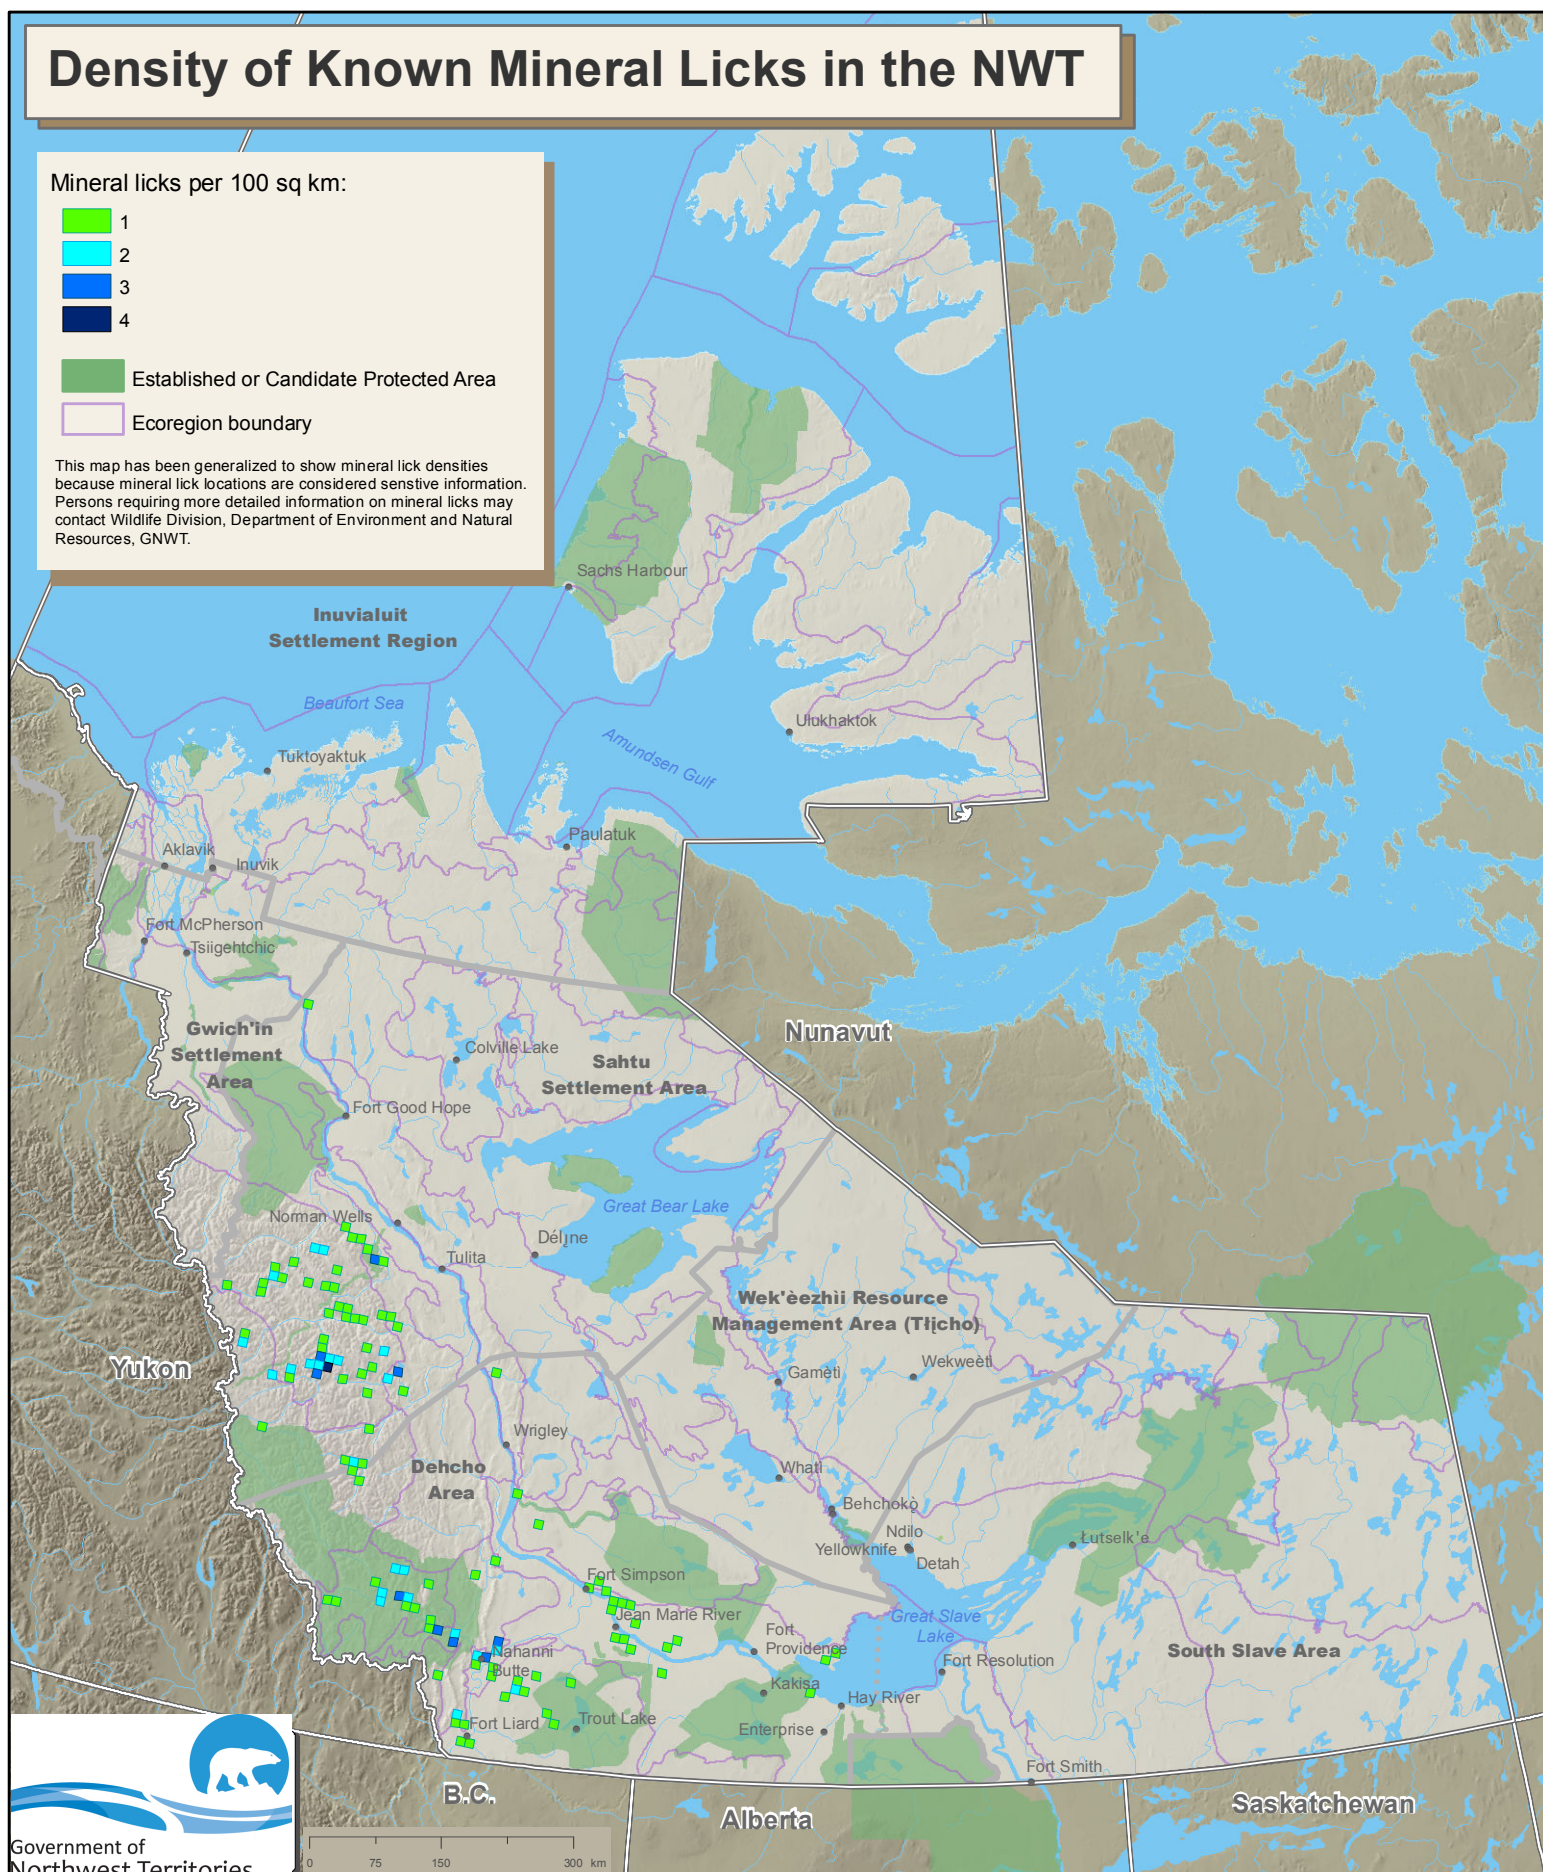 Density of Known Mineral Licks in the NWT
Mineral licks per 100 sq km:
1
2
3
4
Established or Candidate Protected Area
Ecoregion boundary
This map has been generalized to show mineral lick densities
because mineral lick locations are considered senstive information.
Persons requiring more detailed information on mineral licks may
contact Wildlife Division, Department of Environment and Natural
Resources, GNWT.
Sachs Harbour
Inuvialuit
Settlement Region
Beaufort Sea
Ulukhaktok
Amundsen Gulf
Tuktoyaktuk
Paulatuk
Aklavik
Inuvik
Fort McPherson
Tsiigehtchic
Gwich'in
Settlement
Area
Nunavut
Colville Lake
Sahtu
Settlement Area
Fort Good Hope
Great Bear Lake
Norman Wells
Délı̨ne
Tulita
Wek'èezhìi Resource
Management Area (Tłı̨cho)
Yukon
Wekweètì
Gamètì
Wrigley
Dehcho
Area
Whatì
Behchokǫ̀
Ndilo
Yellowknife
Detah
Łutselk'e
Fort Simpson
Jean Marie River
Great Slave
Lake
Fort
Providence
South Slave Area
Nahanni
Butte
Fort Resolution
Kakisa
Hay River
Fort Liard
Trout Lake
Enterprise
Fort Smith
B.C.
Alberta
Saskatchewan
Government of
Northwest Territories
0 75 150 300 km